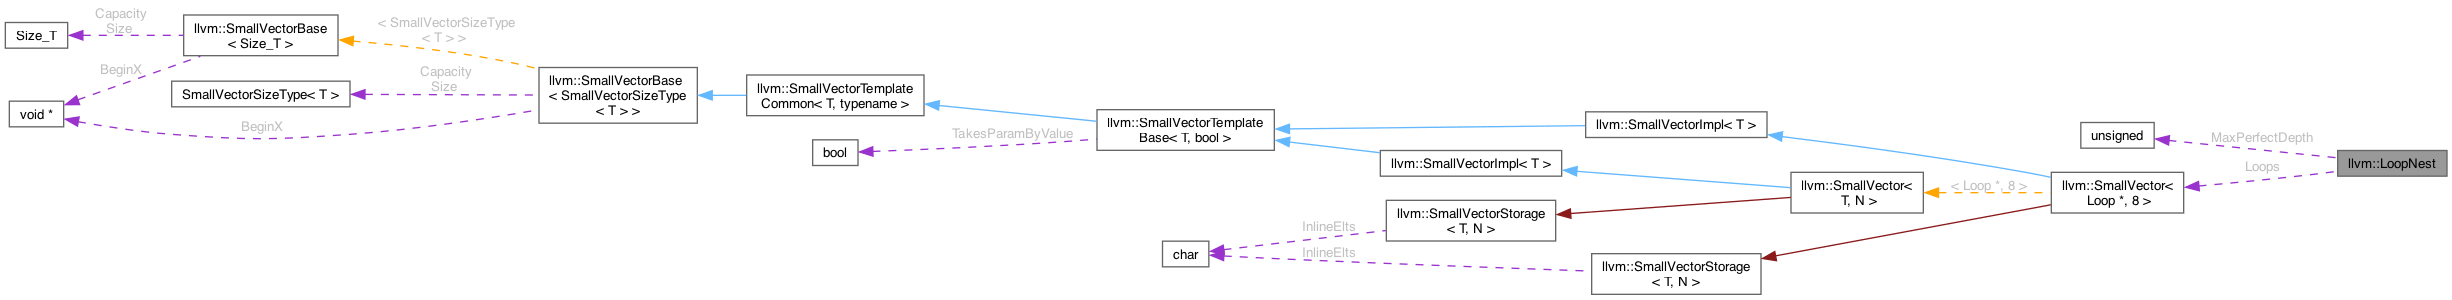 Size_T
Capacity
Size
llvm::SmallVectorBase
< Size_T >
BeginX
void *
SmallVectorSizeType< T >
< SmallVectorSizeType
< T > >
Capacity
Size
BeginX
llvm::SmallVectorBase
< SmallVectorSizeType
< T > >
llvm::SmallVectorTemplate
Common< T, typename >
bool
TakesParamByValue
llvm::SmallVectorTemplate
Base< T, bool >
llvm::SmallVectorImpl< T >
llvm::SmallVectorImpl< T >
char
InlineElts
InlineElts
llvm::SmallVectorStorage
< T, N >
llvm::SmallVectorStorage
< T, N >
llvm::SmallVector<
T, N >
< Loop *, 8 >
llvm::SmallVector<
Loop *, 8 >
unsigned
MaxPerfectDepth
Loops
llvm::LoopNest